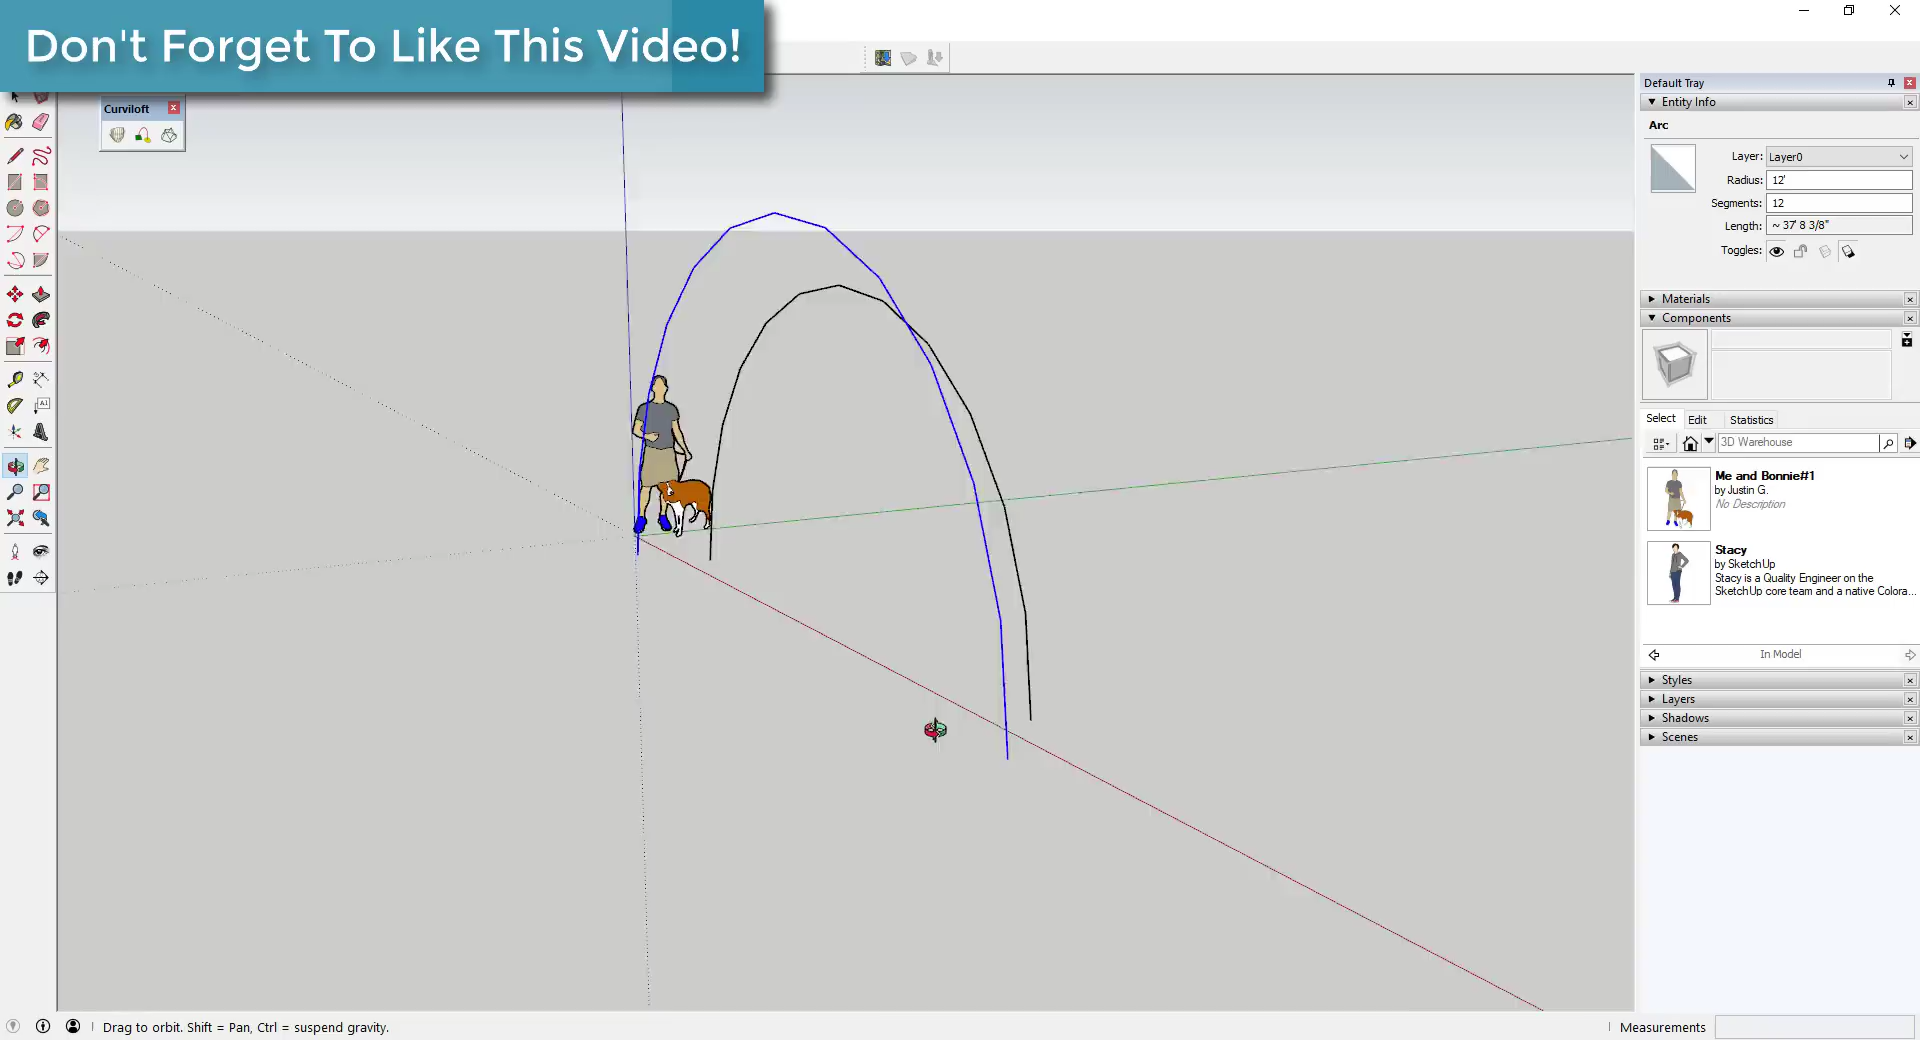 Don't Forget To Like This Video!
Curviloft
Default Tray
Entity Info
Arc
Layer: Layer0
Radius: 12'
Segments: 12
Length: ~ 37' 8 3/8"
Toggles:
Materials
Components
Select Edit Statistics
3D Warehouse
Me and Bonnie#1
by Justin G.
No Description
Stacy
by SketchUp
Stacy is a Quality Engineer on the
SketchUp core team and a native Colora...
In Model
Styles
Layers
Shadows
Scenes
Drag to orbit. Shift = Pan, Ctrl = suspend gravity.
Measurements